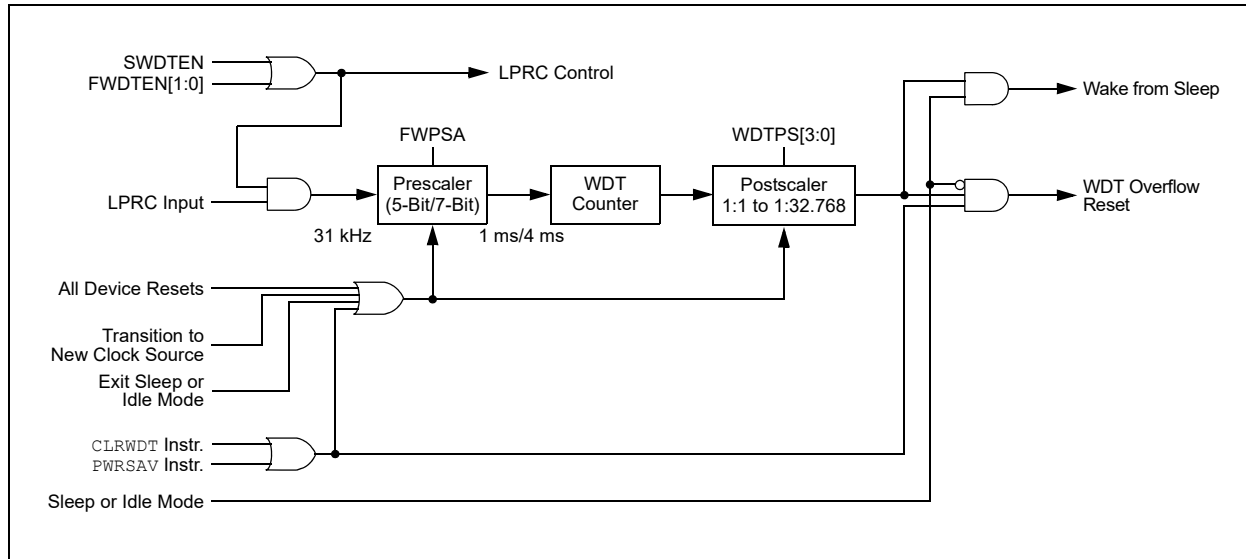 SWDTEN
FWDTEN[1:0]
LPRC Control
Wake from Sleep
FWPSA
WDTPS[3:0]
LPRC Input
Prescaler
(5-Bit/7-Bit)
WDT
Counter
Postscaler
1:1 to 1:32.768
WDT Overflow
Reset
31 kHz
1 ms/4 ms
All Device Resets
Transition to
New Clock Source
Exit Sleep or
Idle Mode
CLRWDT Instr.
PWRSAV Instr.
Sleep or Idle Mode